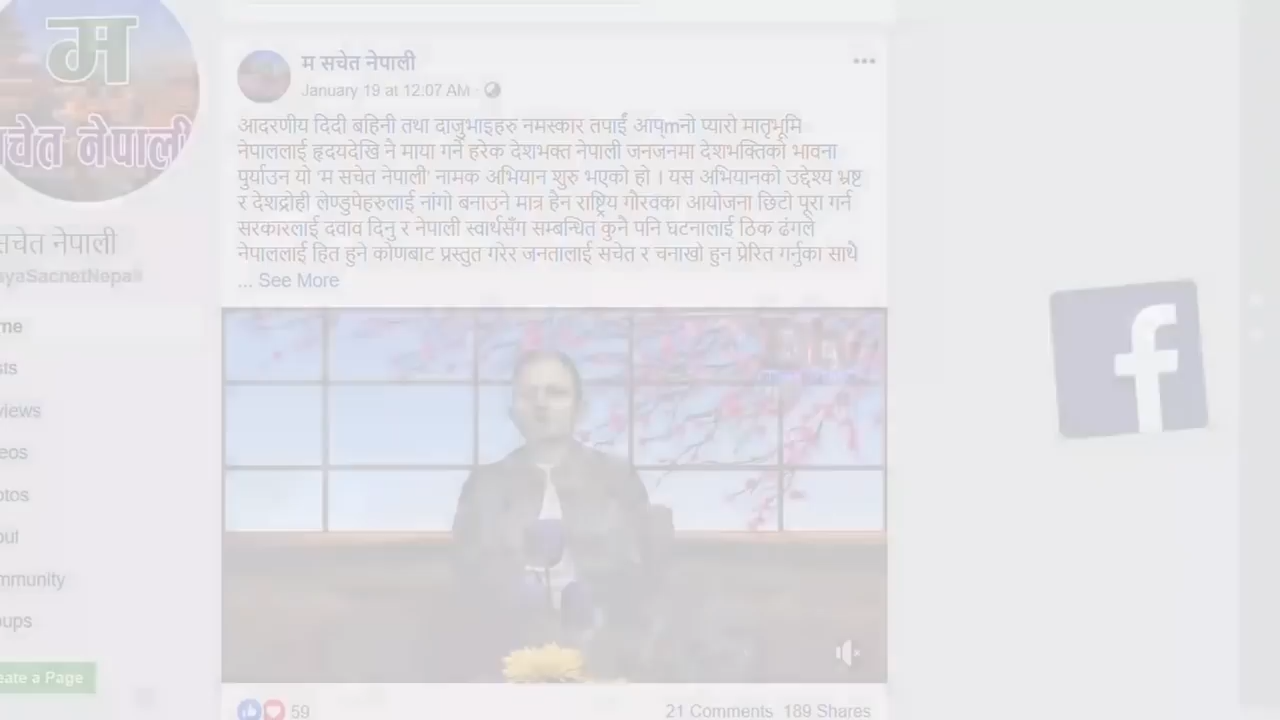 म
चेत नेपाली
म सचेत नेपाली
January 19 at 12.07 AM ·
आदरणीय दिदी बहिनी तथा दाजुभाइहरु नमस्कार तपाईं आप्mनो प्यारो मातृभूमि
नेपाललाई हृदयदेखि नै माया गर्ने हरेक देशभक्त नेपाली जनजनमा देशभक्तिको भावना
पुर्याउन यो 'म सचेत नेपाली' नामक अभियान शुरु भएको हो । यस अभियानको उद्देश्य भ्रष्ट
र देशद्रोही लेण्डुपेहरुलाई नांगो बनाउने मात्र हैन राष्ट्रिय गौरवका आयोजना छिटो पूरा गर्न
सरकारलाई दवाव दिनु र नेपाली स्वार्थसँग सम्बन्धित कुनै पनि घटनालाई ठिक ढंगले
नेपाललाई हित हुने कोणबाट प्रस्तुत गरेर जनतालाई सचेत र चनाखो हुन प्रेरित गर्नुका साथै
... See More
सचेत नेपाली
ayaSacnetNepali
me
sts
views
eos
otos
out
mmunity
oups
eate a Page
59
21 Comments 189 Shares
f